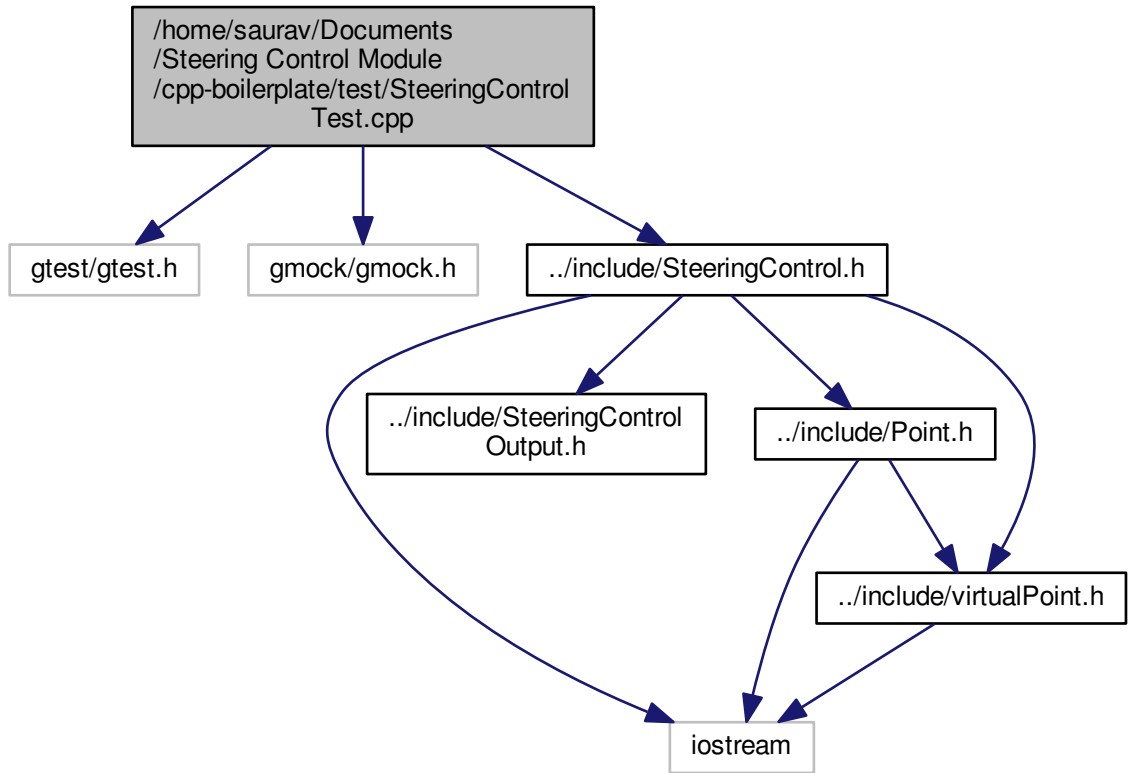 /home/saurav/Documents
/Steering Control Module
/cpp-boilerplate/test/SteeringControl
Test.cpp
gtest/gtest.h
gmock/gmock.h
../include/SteeringControl.h
../include/SteeringControl
Output.h
../include/Point.h
../include/virtualPoint.h
iostream